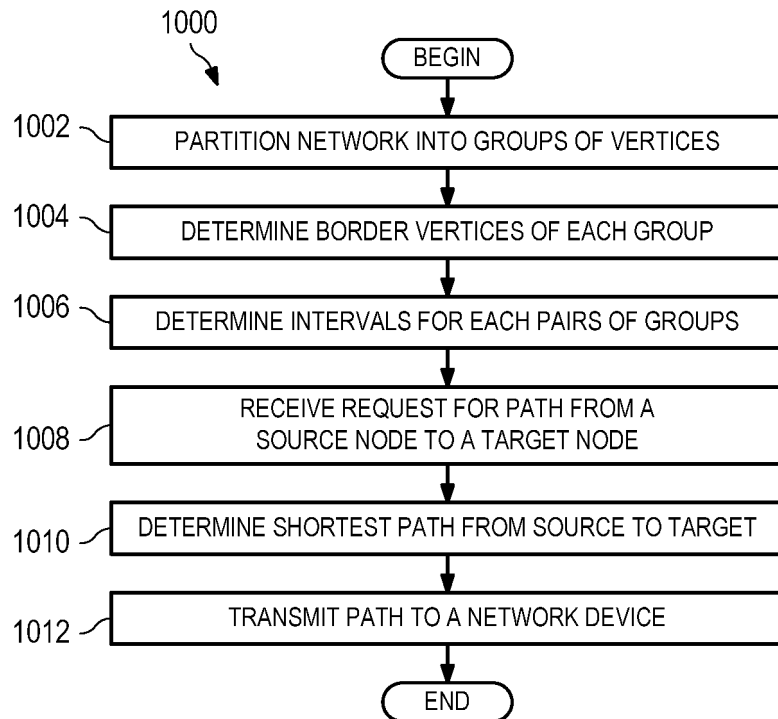 1000
BEGIN
1002
PARTITION NETWORK INTO GROUPS OF VERTICES
1004
DETERMINE BORDER VERTICES OF EACH GROUP
1006
DETERMINE INTERVALS FOR EACH PAIRS OF GROUPS
1008
RECEIVE REQUEST FOR PATH FROM A
SOURCE NODE TO A TARGET NODE
1010
DETERMINE SHORTEST PATH FROM SOURCE TO TARGET
1012
TRANSMIT PATH TO A NETWORK DEVICE
END